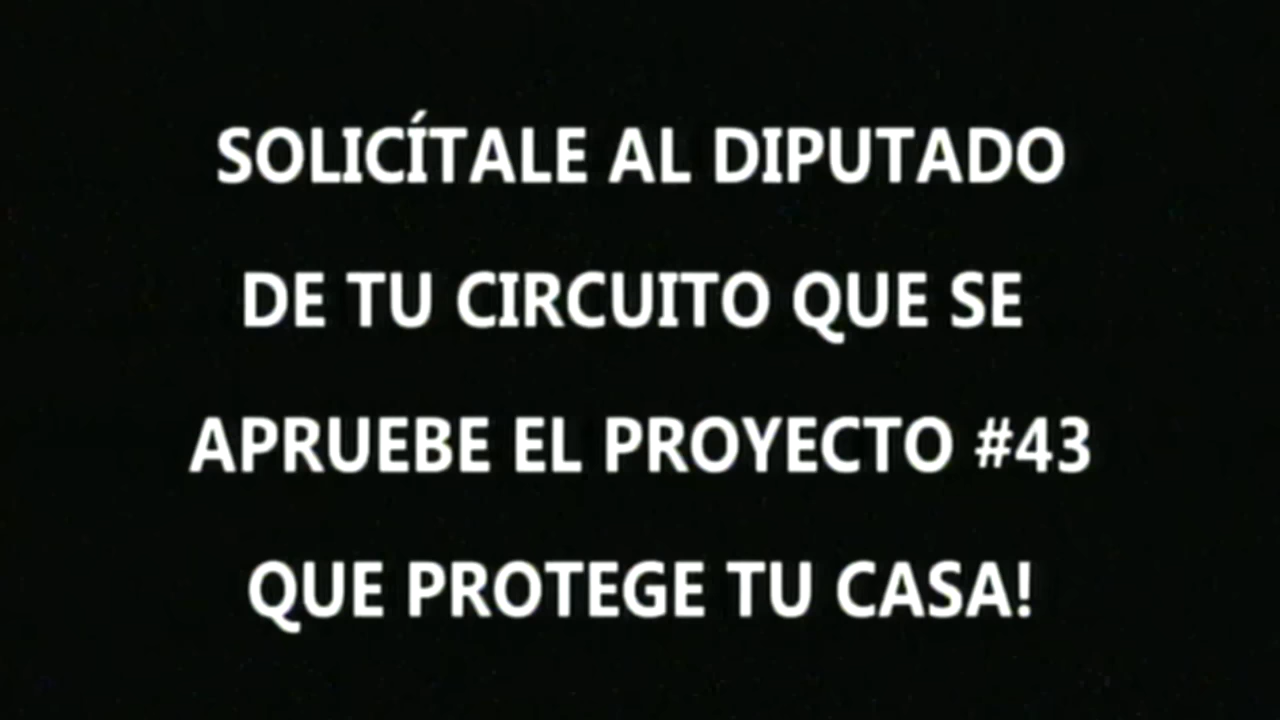 SOLICÍTALE AL DIPUTADO
DE TU CIRCUITO QUE SE
APRUEBE EL PROYECTO #43
QUE PROTEGE TU CASA!